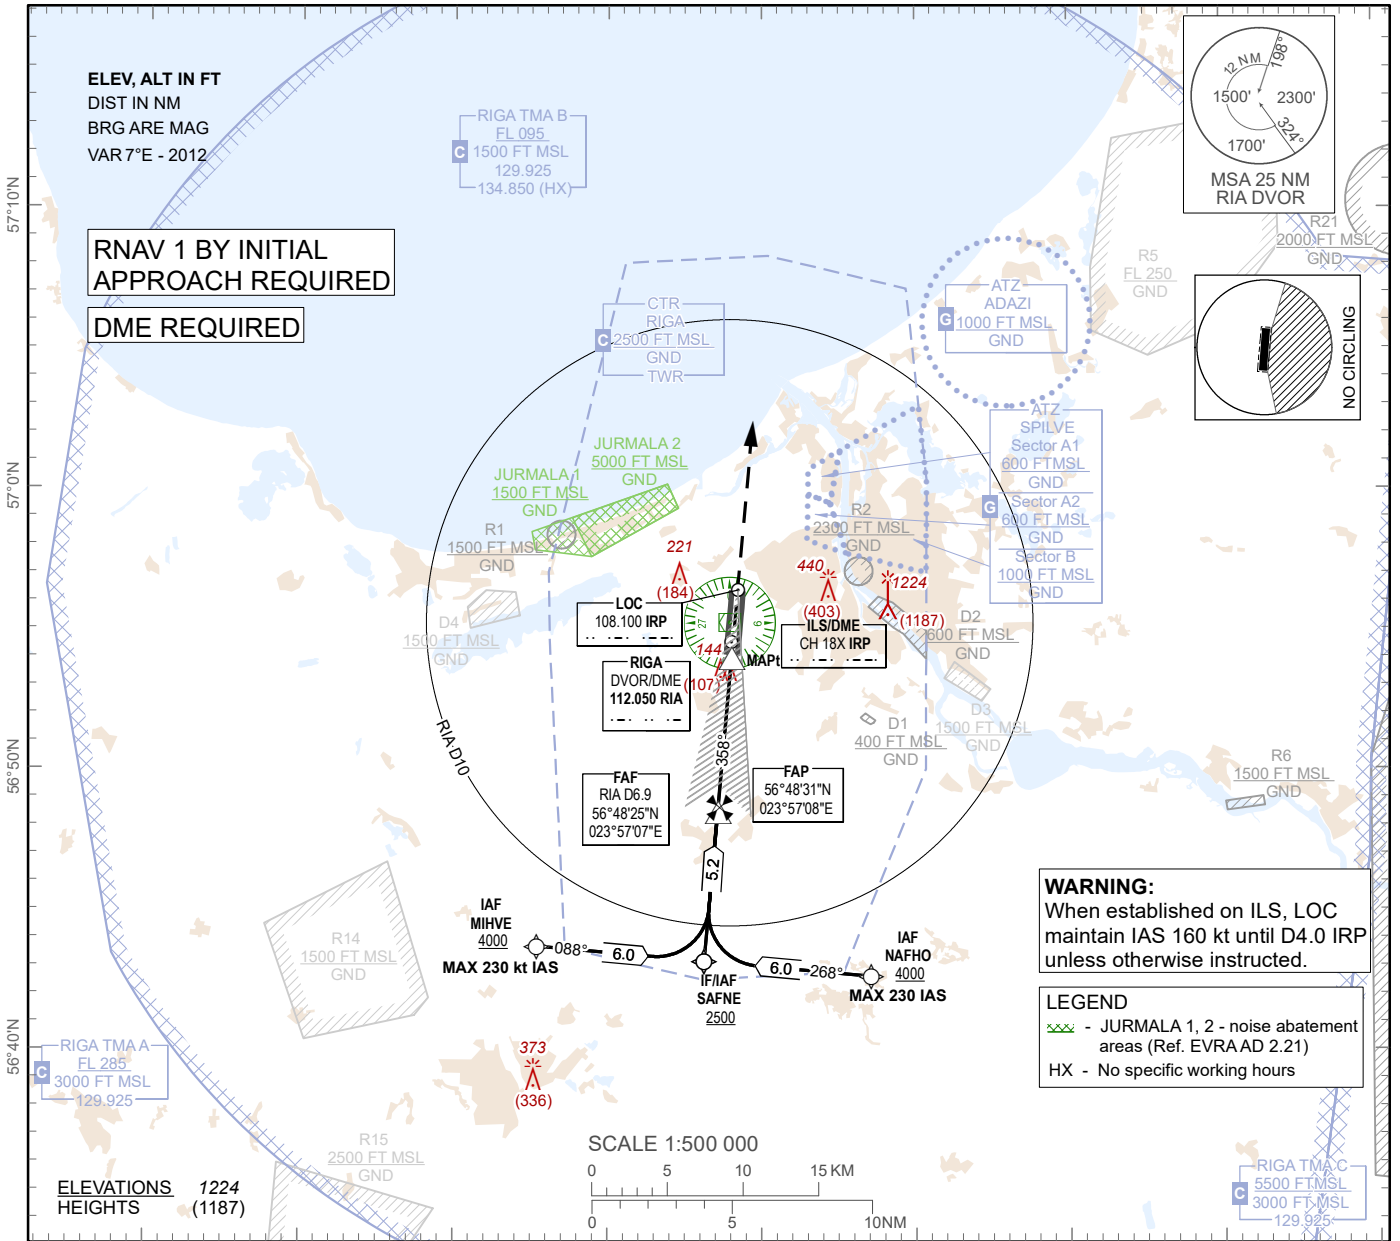 ELEV, ALT IN FT
DIST IN NM
BRG ARE MAG
VAR 7°E - 2012
RNAV 1 BY INITIAL
APPROACH REQUIRED
DME REQUIRED
RIGA TMA B
FL 095
1500 FT MSL
129.925
134.850 (HX)
C
12 NM
198°
1500'
2300'
324°
1700'
MSA 25 NM
RIA DVOR
R21
2000 FT MSL
GND
R5
FL 250
GND
NO CIRCLING
CTR
RIGA
2500 FT MSL
GND
TWR
C
ATZ
ADAZI
1000 FT MSL
GND
G
ATZ
SPILVE
Sector A1
600 FTMSL
GND
Sector A2
600 FT MSL
GND
Sector B
1000 FT MSL
GND
G
57°10'N
57°0'N
56°50'N
56°40'N
JURMALA 2
5000 FT MSL
GND
JURMALA 1
1500 FT MSL
GND
R1
1500 FT MSL
GND
R2
2300 FT MSL
GND
221
(184)
440
(403)
1224
(1187)
D4
1500 FT MSL
GND
LOC
108.100 IRP
27
9
ILS/DME
CH 18X IRP
D2
600 FT MSL
GND
RIGA
DVOR/DME
112.050 RIA
144
(107)
MAPt
D3
1500 FT MSL
GND
D1
400 FT MSL
GND
RIA D10
358°
R6
1500 FT MSL
GND
FAF
RIA D6.9
56°48'25"N
023°57'07"E
FAP
56°48'31"N
023°57'08"E
5.2
IAF
MIHVE
4000
MAX 230 kt IAS
088°
6.0
6.0
268°
IAF
NAFHO
4000
MAX 230 IAS
IF/IAF
SAFNE
2500
R14
1500 FT MSL
GND
WARNING:
When established on ILS, LOC
maintain IAS 160 kt until D4.0 IRP
unless otherwise instructed.
LEGEND
- JURMALA 1, 2 - noise abatement
areas (Ref. EVRA AD 2.21)
HX - No specific working hours
RIGA TMA A
FL 285
3000 FT MSL
129.925
C
373
(336)
R15
2500 FT MSL
GND
SCALE 1:500 000
0 5 10 15 KM
0 5 10NM
ELEVATIONS 1224
HEIGHTS (1187)
RIGA TMA C
5500 FTMSL
3000 FT MSL
129.925
C